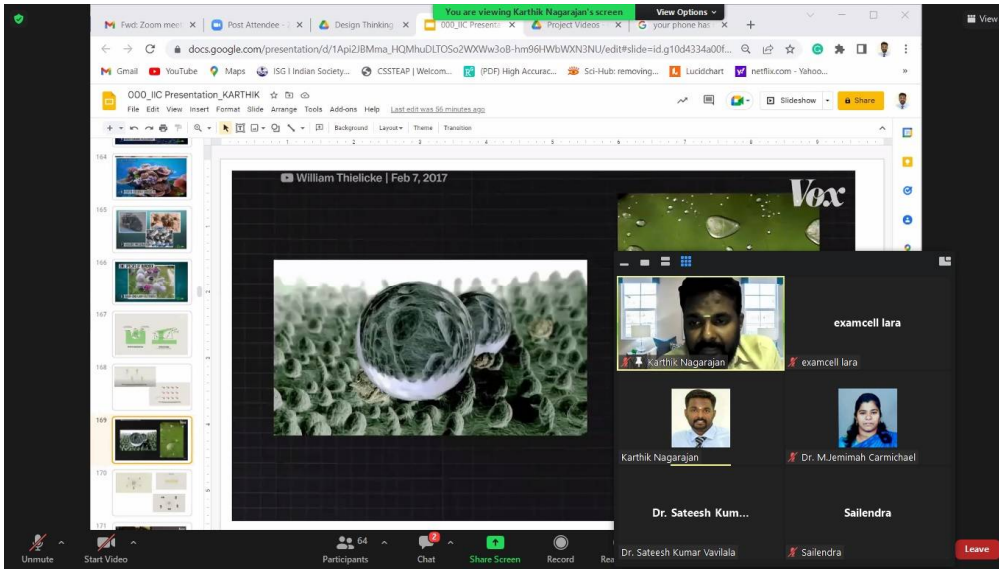 You are viewing Karthik Nagarajan's screen
View Options
View
Fwd: Zoom meet
Post Attendee -
Design Thinking
000_IIC Presenta
Project Videos
your phone has
docs.google.com/presentation/d/1Api2JBMma_HQMhuDLTOSo2WXWw3oB-hm96HWbWXN3NU/edit#slide=id.g10d4334a00f...
Gmail
YouTube
Maps
ISG l Indian Society...
CSSTEAP | Welcom...
(PDF) High Accurac...
Sci-Hub: removing...
Lucidchart
netflix.com - Yahoo...
000_IIC Presentation_KARTHIK
File Edit View Insert Format Slide Arrange Tools Add-ons Help Last edit was 56 minutes ago
Slideshow
Share
Background Layout Theme Transition
164
165
166
167
168
169
170
171
William Thielicke | Feb 7, 2017
Vox
Karthik Nagarajan
examcell lara
examcell lara
Karthik Nagarajan
Dr. M.Jemimah Carmichael
Dr. Sateesh Kum...
Dr. Sateesh Kumar Vavilala
Sailendra
Sailendra
Unmute
Start Video
64
Participants
2
Chat
Share Screen
Record
Rea
Leave